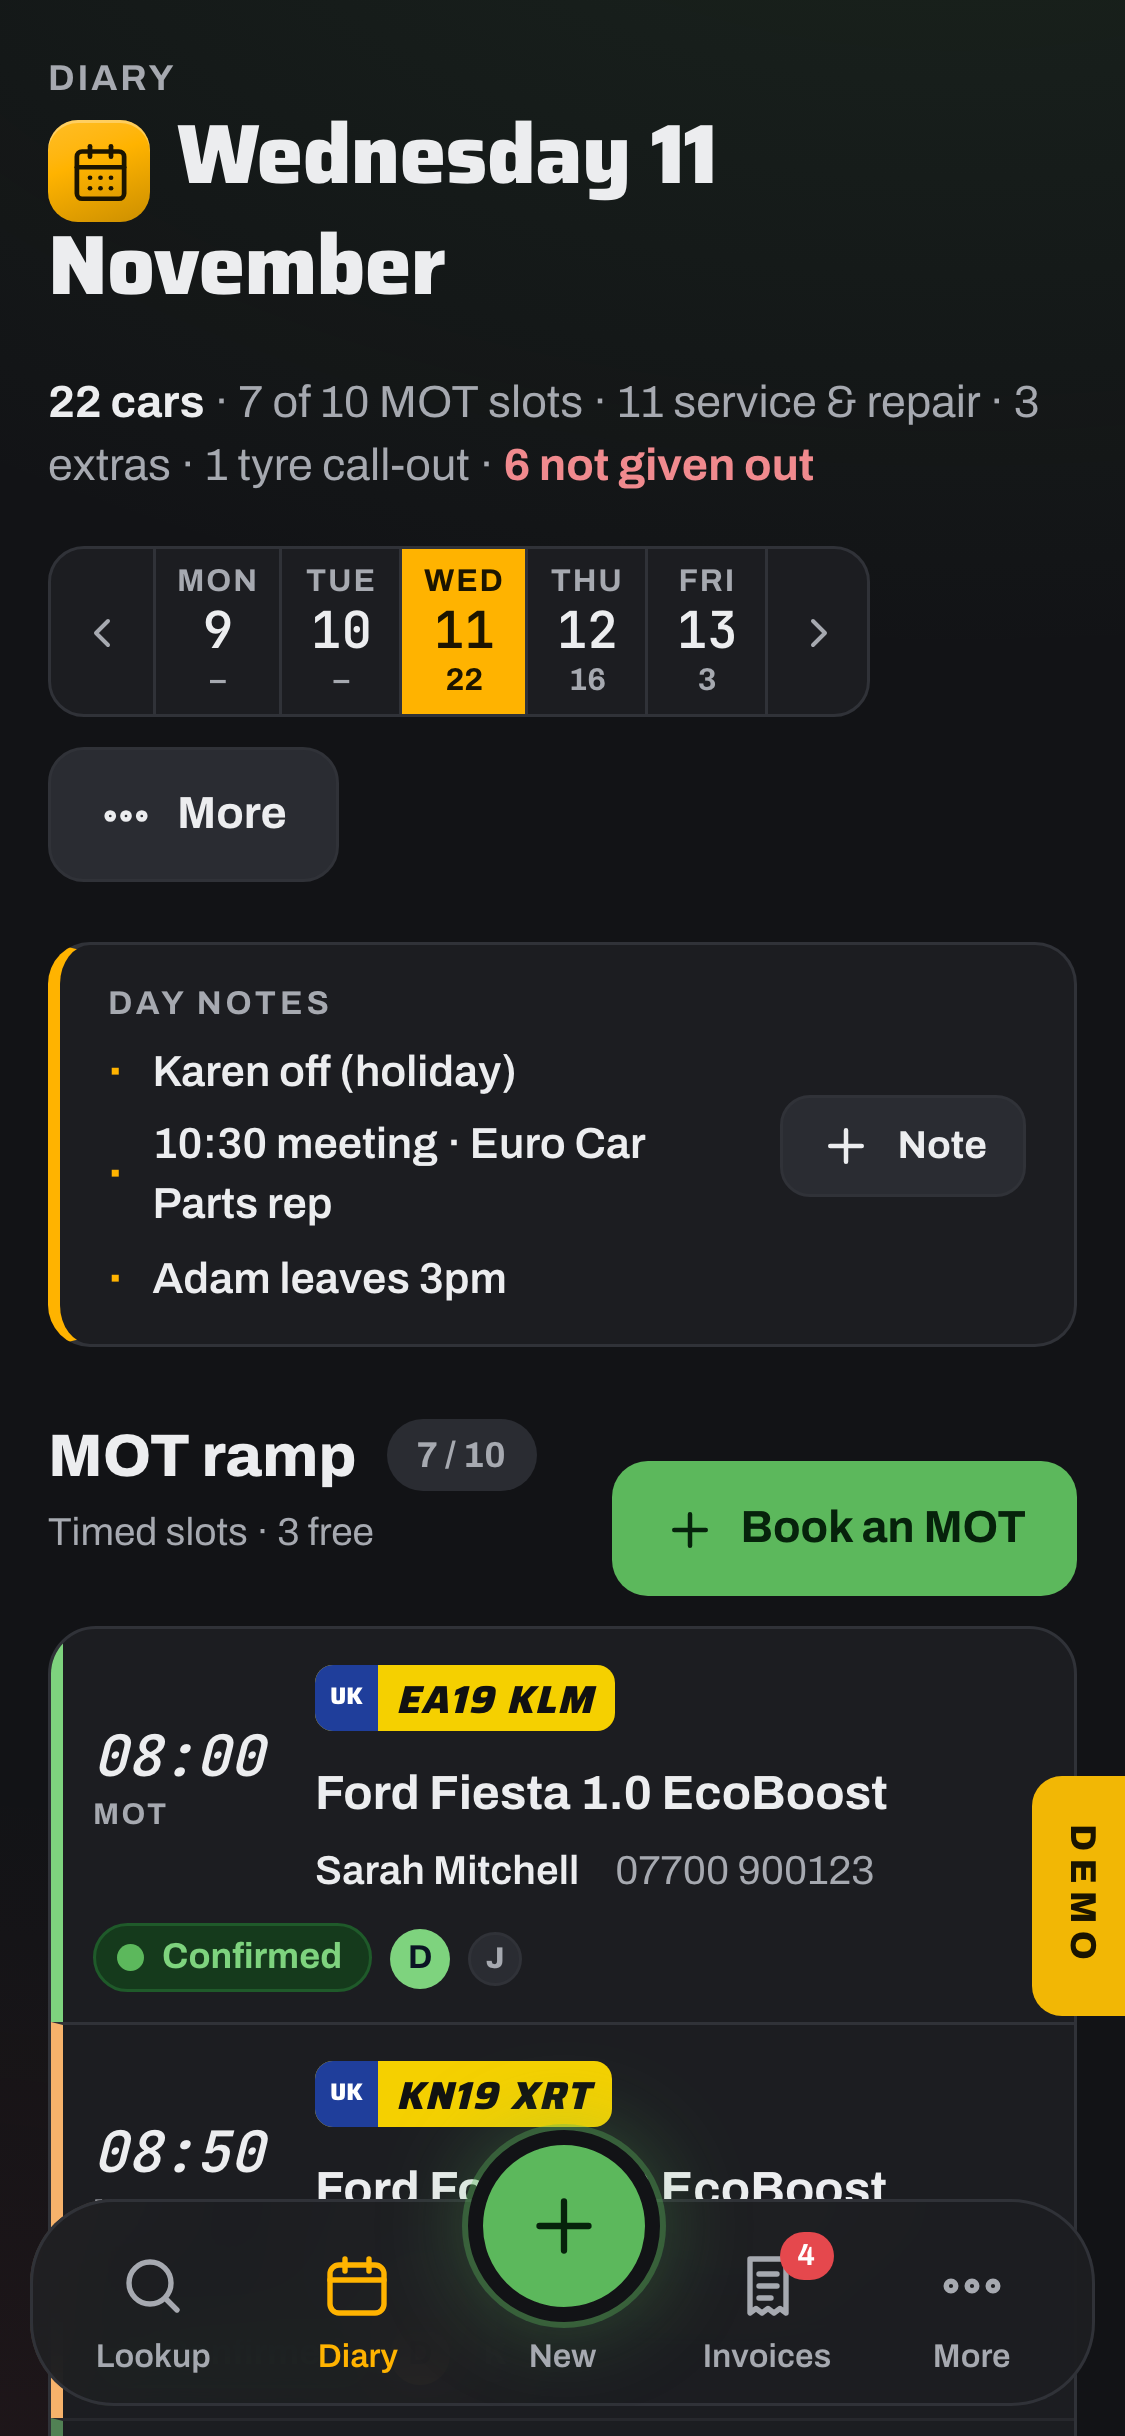 DIARY
Wednesday 11
November
22 cars · 7 of 10 MOT slots · 11 service & repair · 3
extras · 1 tyre call-out · 6 not given out
MON TUE WED THU FRI
9 10 11 12 13
– – 22 16 3
More
DAY NOTES
Karen off (holiday)
10:30 meeting · Euro Car
Parts rep
Note
Adam leaves 3pm
MOT ramp 7 / 10
Timed slots · 3 free
Book an MOT
UK EA19 KLM
08:00
MOT
Ford Fiesta 1.0 EcoBoost
Sarah Mitchell 07700 900123
Confirmed D J
DEMO
UK KN19 XRT
08:50
Ford EcoBoost
4
Lookup Diary New Invoices More